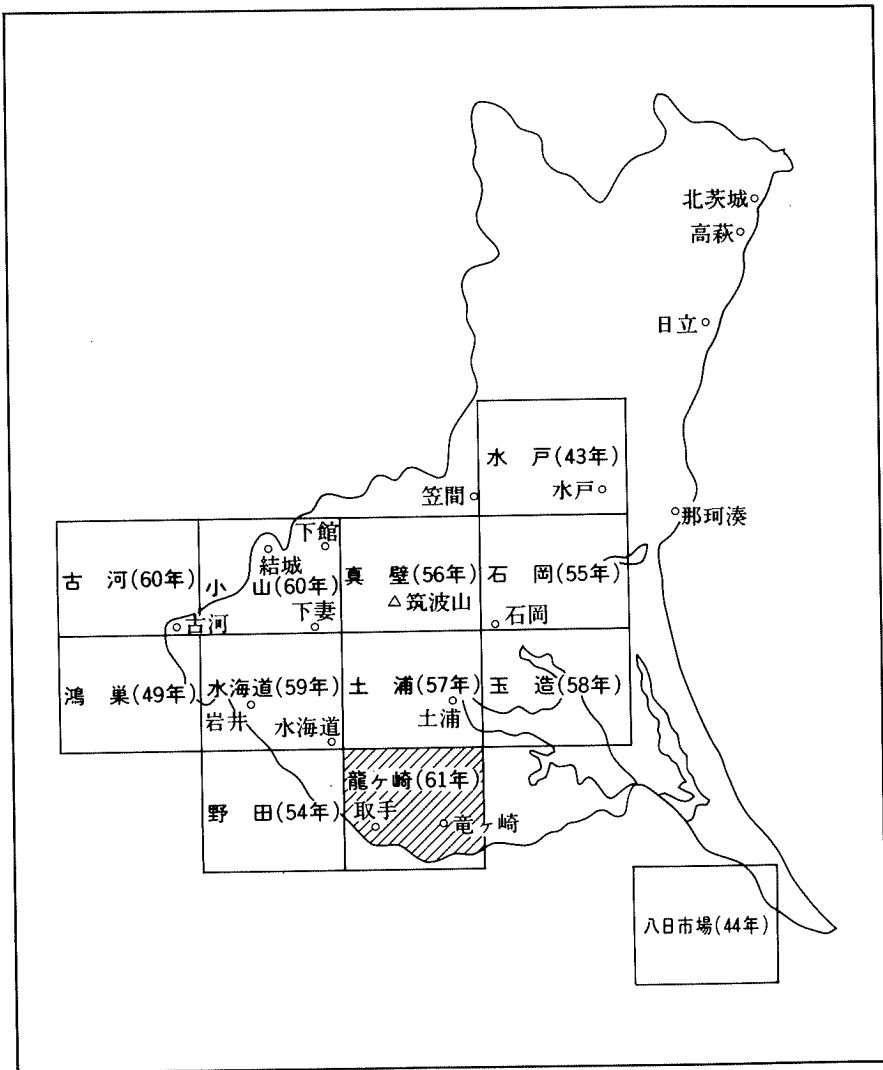 北茨城
高萩
日立
水 戸(43年)
水戸
笠間
那珂湊
下館
結城
古 河(60年)
小 山(60年)
真 壁(56年)
石 岡(55年)
筑波山
下妻
石岡
古河
鴻 巣(49年)
水海道(59年)
土 浦(57年)
玉 造(58年)
岩井
水海道
土浦
龍ヶ崎(61年)
野 田(54年)
取手
竜ヶ崎
八日市場(44年)